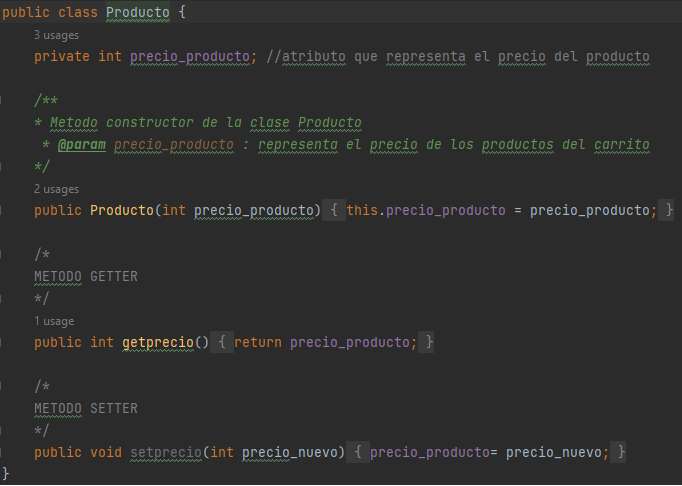 public class Producto {
3 usages
private int precio_producto; //atributo que representa el precio del producto
/**
* Metodo constructor de la clase Producto
* @param precio_producto : representa el precio de los productos del carrito
*/
2 usages
public Producto(int precio_producto) { this.precio_producto = precio_producto; }
/*
METODO GETTER
*/
1 usage
public int getprecio() { return precio_producto; }
/*
METODO SETTER
*/
public void setprecio(int precio_nuevo) { precio_producto= precio_nuevo; }
}